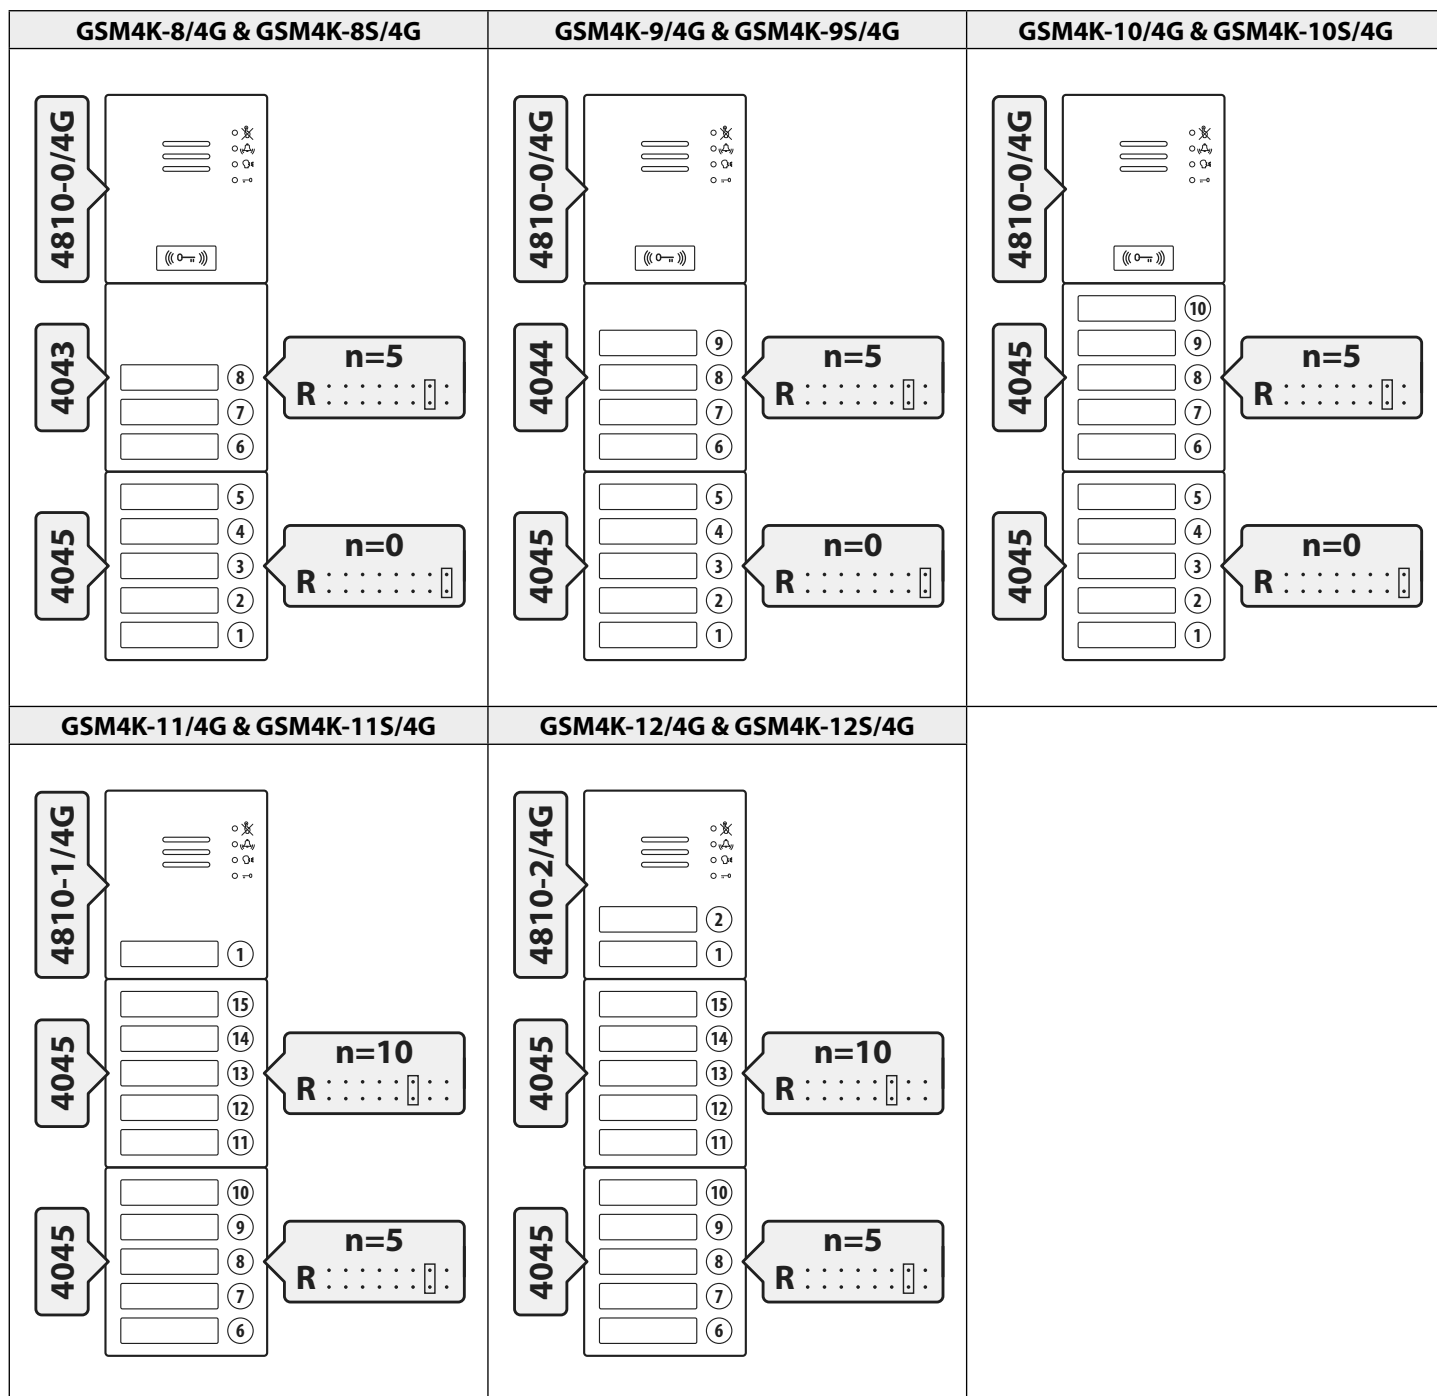 GSM4K-8/4G & GSM4K-8S/4G
4810-0/4G
4043
8
7
6
n=5
R
4045
5
4
3
2
1
n=0
R
GSM4K-9/4G & GSM4K-9S/4G
4810-0/4G
4044
9
8
7
6
n=5
R
4045
5
4
3
2
1
n=0
R
GSM4K-10/4G & GSM4K-10S/4G
4810-0/4G
4045
10
9
8
7
6
n=5
R
4045
5
4
3
2
1
n=0
R
GSM4K-11/4G & GSM4K-11S/4G
4810-1/4G
1
4045
15
14
13
12
11
n=10
R
4045
10
9
8
7
6
n=5
R
GSM4K-12/4G & GSM4K-12S/4G
4810-2/4G
2
1
4045
15
14
13
12
11
n=10
R
4045
10
9
8
7
6
n=5
R